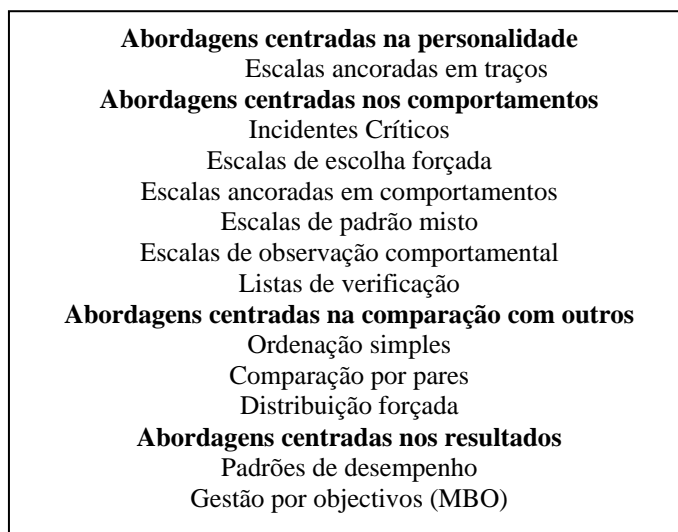 Abordagens centradas na personalidade
Escalas ancoradas em traços
Abordagens centradas nos comportamentos
Incidentes Críticos
Escalas de escolha forçada
Escalas ancoradas em comportamentos
Escalas de padrão misto
Escalas de observação comportamental
Listas de verificação
Abordagens centradas na comparação com outros
Ordenação simples
Comparação por pares
Distribuição forçada
Abordagens centradas nos resultados
Padrões de desempenho
Gestão por objectivos (MBO)